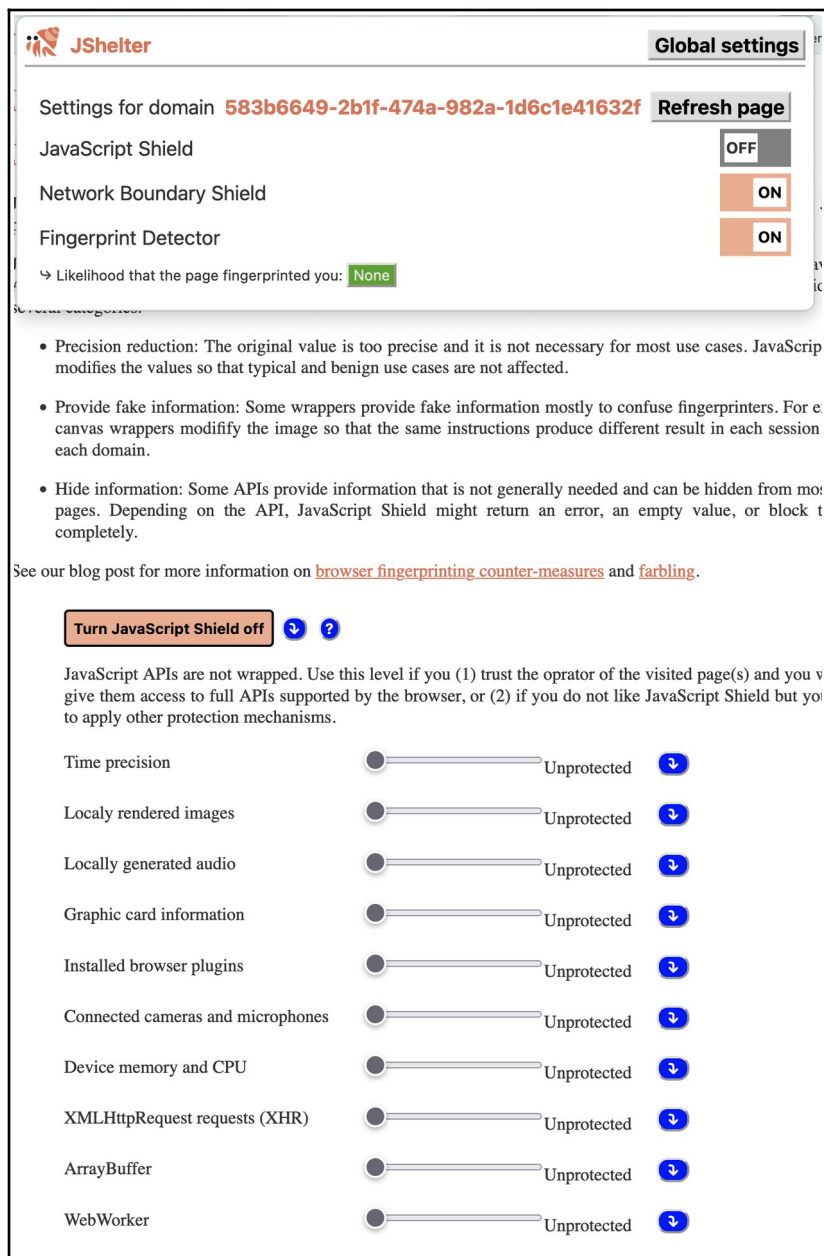 JShelter
Global settings
Settings for domain 583b6649-2b1f-474a-982a-1d6c1e41632f Refresh page
JavaScript Shield OFF
Network Boundary Shield ON
Fingerprint Detector ON
↪ Likelihood that the page fingerprinted you: None
several categories.
• Precision reduction: The original value is too precise and it is not necessary for most use cases. JavaScrip
modifies the values so that typical and benign use cases are not affected.
• Provide fake information: Some wrappers provide fake information mostly to confuse fingerprinters. For e
canvas wrappers modifify the image so that the same instructions produce different result in each session
each domain.
• Hide information: Some APIs provide information that is not generally needed and can be hidden from mos
pages. Depending on the API, JavaScript Shield might return an error, an empty value, or block t
completely.
See our blog post for more information on browser fingerprinting counter-measures and farbling.
Turn JavaScript Shield off ?
JavaScript APIs are not wrapped. Use this level if you (1) trust the oprator of the visited page(s) and you w
give them access to full APIs supported by the browser, or (2) if you do not like JavaScript Shield but you
to apply other protection mechanisms.
Time precision Unprotected
Localy rendered images Unprotected
Locally generated audio Unprotected
Graphic card information Unprotected
Installed browser plugins Unprotected
Connected cameras and microphones Unprotected
Device memory and CPU Unprotected
XMLHttpRequest requests (XHR) Unprotected
ArrayBuffer Unprotected
WebWorker Unprotected